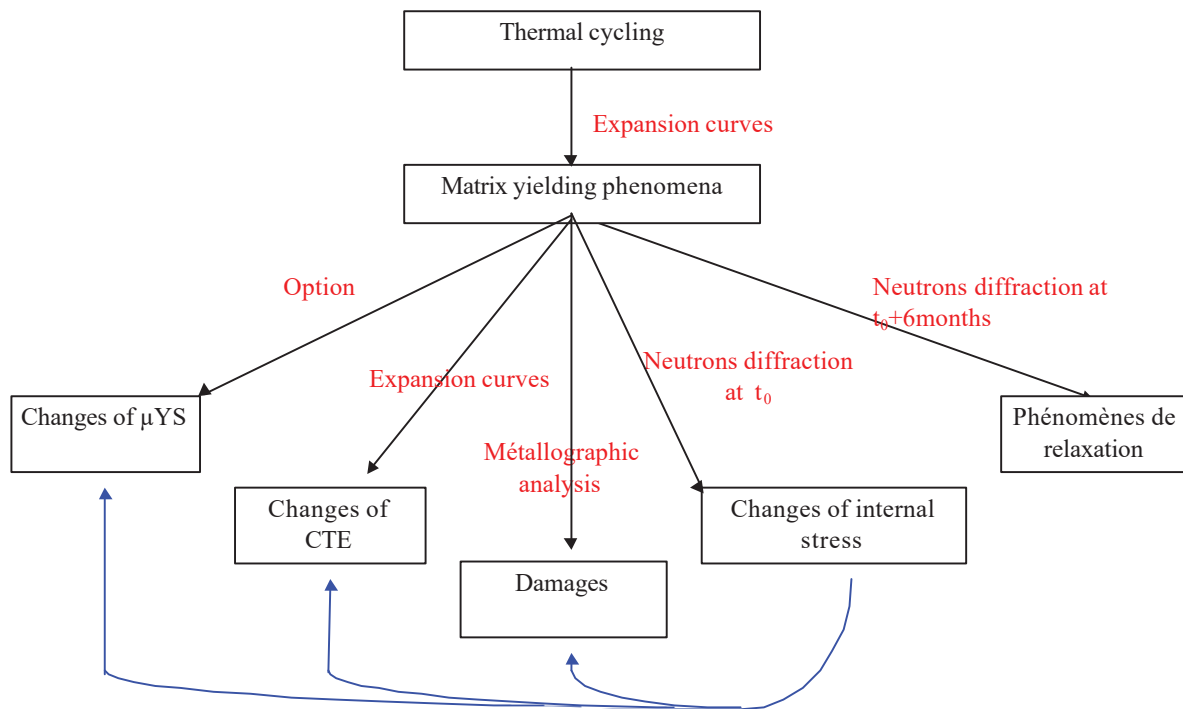 Thermal cycling
Expansion curves
Matrix yielding phenomena
Option
Neutrons diffraction at
t₀+6months
Neutrons diffraction
at t₀
Expansion curves
Changes of µYS
Phénomènes de
relaxation
Métallographic
analysis
Changes of
CTE
Changes of internal
stress
Damages